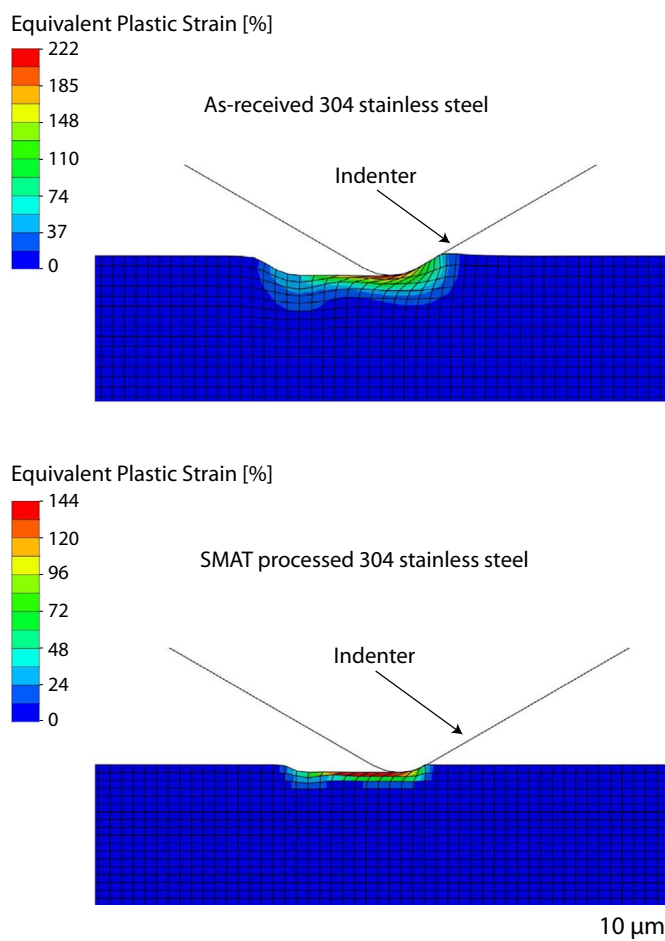 Equivalent Plastic Strain [%]
222
185
148
110
74
37
0
As-received 304 stainless steel
Indenter
Equivalent Plastic Strain [%]
144
120
96
72
48
24
0
SMAT processed 304 stainless steel
Indenter
10 μm